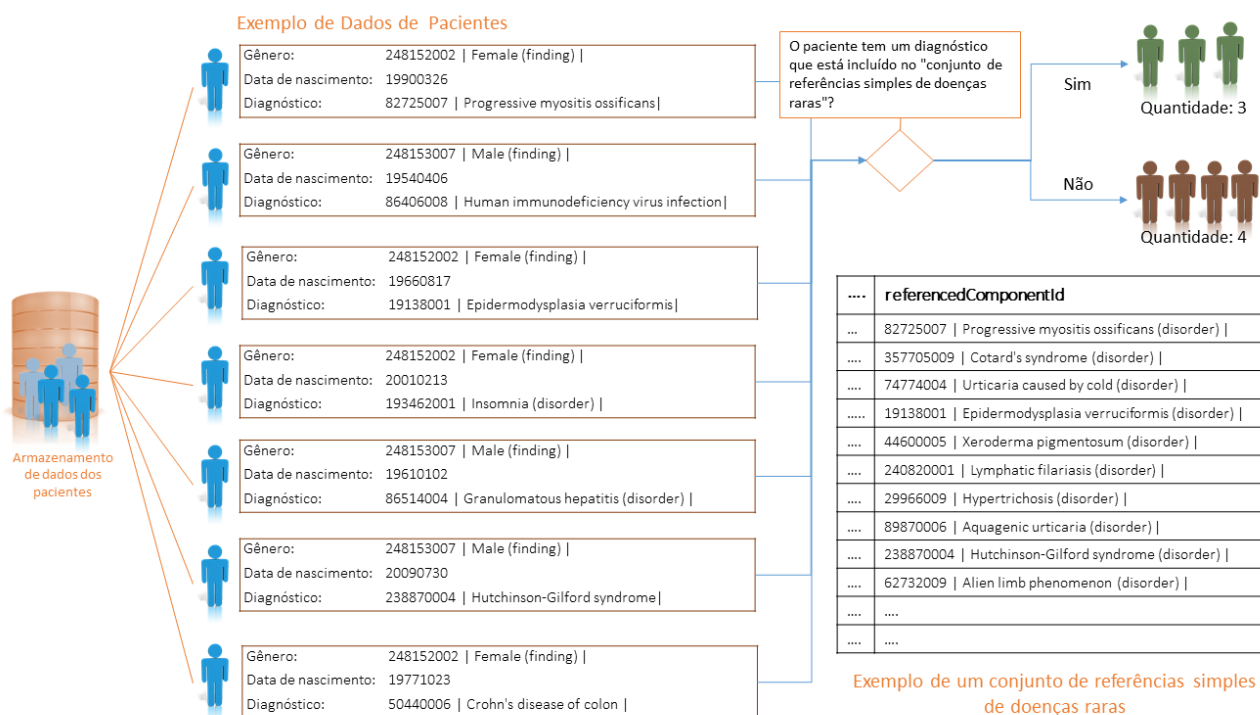 Exemplo de Dados de Pacientes
Gênero: 248152002 | Female (finding) |
Data de nascimento: 19900326
Diagnóstico: 82725007 | Progressive myositis ossificans|
Gênero: 248153007 | Male (finding) |
Data de nascimento: 19540406
Diagnóstico: 86406008 | Human immunodeficiency virus infection|
Gênero: 248152002 | Female (finding) |
Data de nascimento: 19660817
Diagnóstico: 19138001 | Epidermodysplasia verruciformis|
Gênero: 248152002 | Female (finding) |
Data de nascimento: 20010213
Diagnóstico: 193462001 | Insomnia (disorder) |
Gênero: 248153007 | Male (finding) |
Data de nascimento: 19610102
Diagnóstico: 86514004 | Granulomatous hepatitis (disorder) |
Gênero: 248153007 | Male (finding) |
Data de nascimento: 20090730
Diagnóstico: 238870004 | Hutchinson-Gilford syndrome|
Gênero: 248152002 | Female (finding) |
Data de nascimento: 19771023
Diagnóstico: 50440006 | Crohn's disease of colon |
Armazenamento
de dados dos
pacientes
O paciente tem um diagnóstico
que está incluído no "conjunto de
referências simples de doenças
raras"?
Sim
Quantidade: 3
Não
Quantidade: 4
.... referencedComponentId
... 82725007 | Progressive myositis ossificans (disorder) |
.... 357705009 | Cotard's syndrome (disorder) |
.... 74774004 | Urticaria caused by cold (disorder) |
..... 19138001 | Epidermodysplasia verruciformis (disorder) |
.... 44600005 | Xeroderma pigmentosum (disorder) |
.... 240820001 | Lymphatic filariasis (disorder) |
.... 29966009 | Hypertrichosis (disorder) |
.... 89870006 | Aquagenic urticaria (disorder) |
.... 238870004 | Hutchinson-Gilford syndrome (disorder) |
.... 62732009 | Alien limb phenomenon (disorder) |
.... ....
.... ....
Exemplo de um conjunto de referências simples
de doenças raras